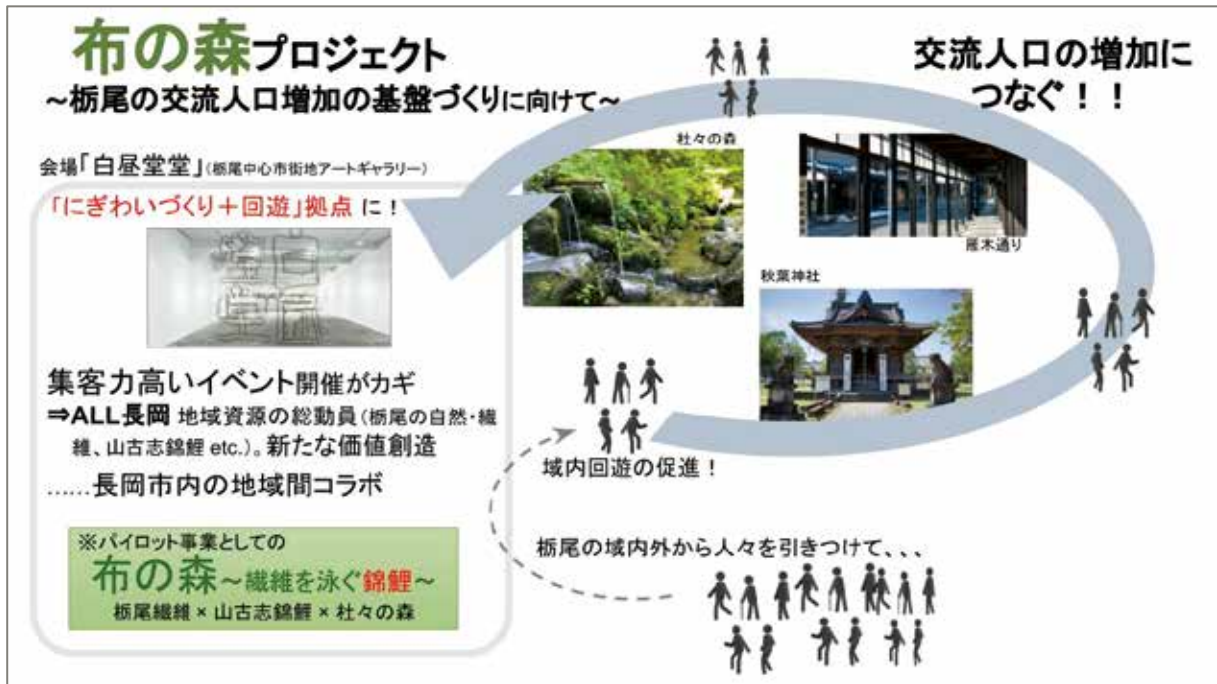 布の森プロジェクト
～栃尾の交流人口増加の基盤づくりに向けて～
交流人口の増加に
つなぐ！！
会場「白昼堂堂」(栃尾中心市街地アートギャラリー)
「にぎわいづくり＋回遊」拠点に！
集客力高いイベント開催がカギ
⇒ALL長岡 地域資源の総動員(栃尾の自然・繊
維、山古志錦鯉 etc.)。新たな価値創造
……長岡市内の地域間コラボ
※パイロット事業としての
布の森～繊維を泳ぐ錦鯉～
栃尾繊維 × 山古志錦鯉 × 杜々の森
杜々の森
雁木通り
秋葉神社
域内回遊の促進！
栃尾の域内外から人々を引きつけて、、、